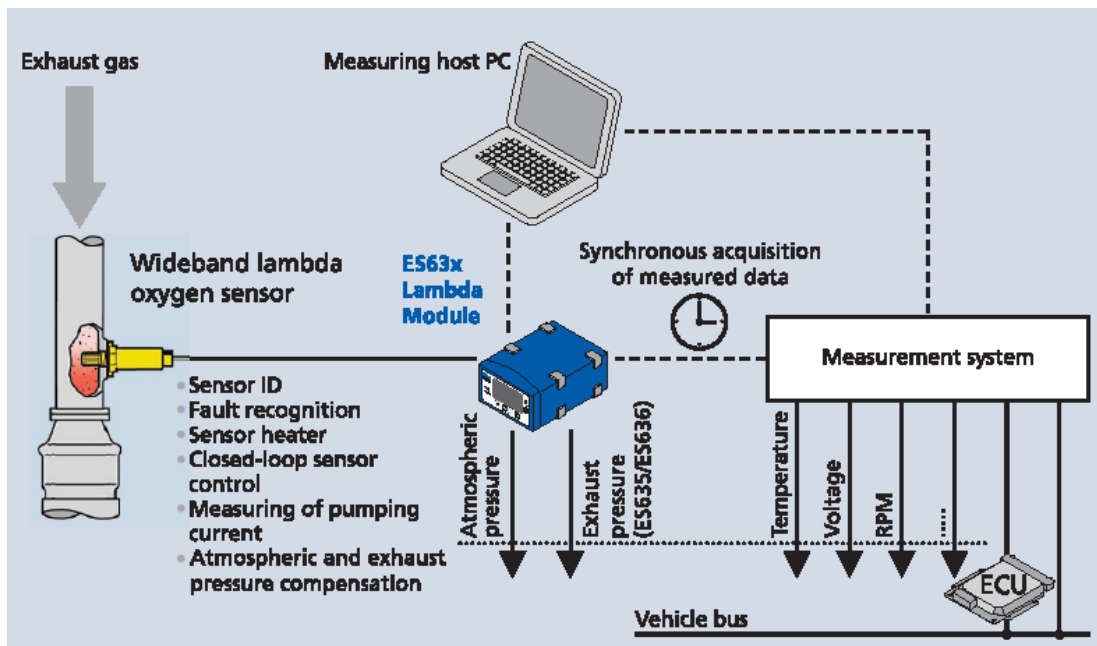 Exhaust gas
Measuring host PC
Wideband lambda
oxygen sensor
ES63x
Lambda
Module
Synchronous acquisition
of measured data
Measurement system
• Sensor ID
• Fault recognition
• Sensor heater
• Closed-loop sensor
control
• Measuring of pumping
current
• Atmospheric and exhaust
pressure compensation
Atmospheric
pressure
Exhaust
pressure
(ES635/ES636)
Temperature
Voltage
RPM
......
ECU
Vehicle bus